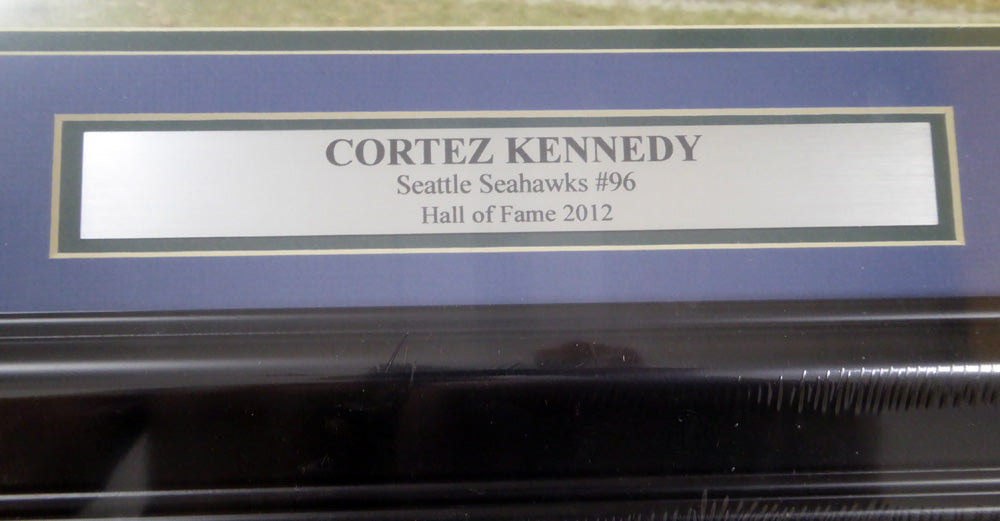 CORTEZ KENNEDY
Seattle Seahawks #96
Hall of Fame 2012